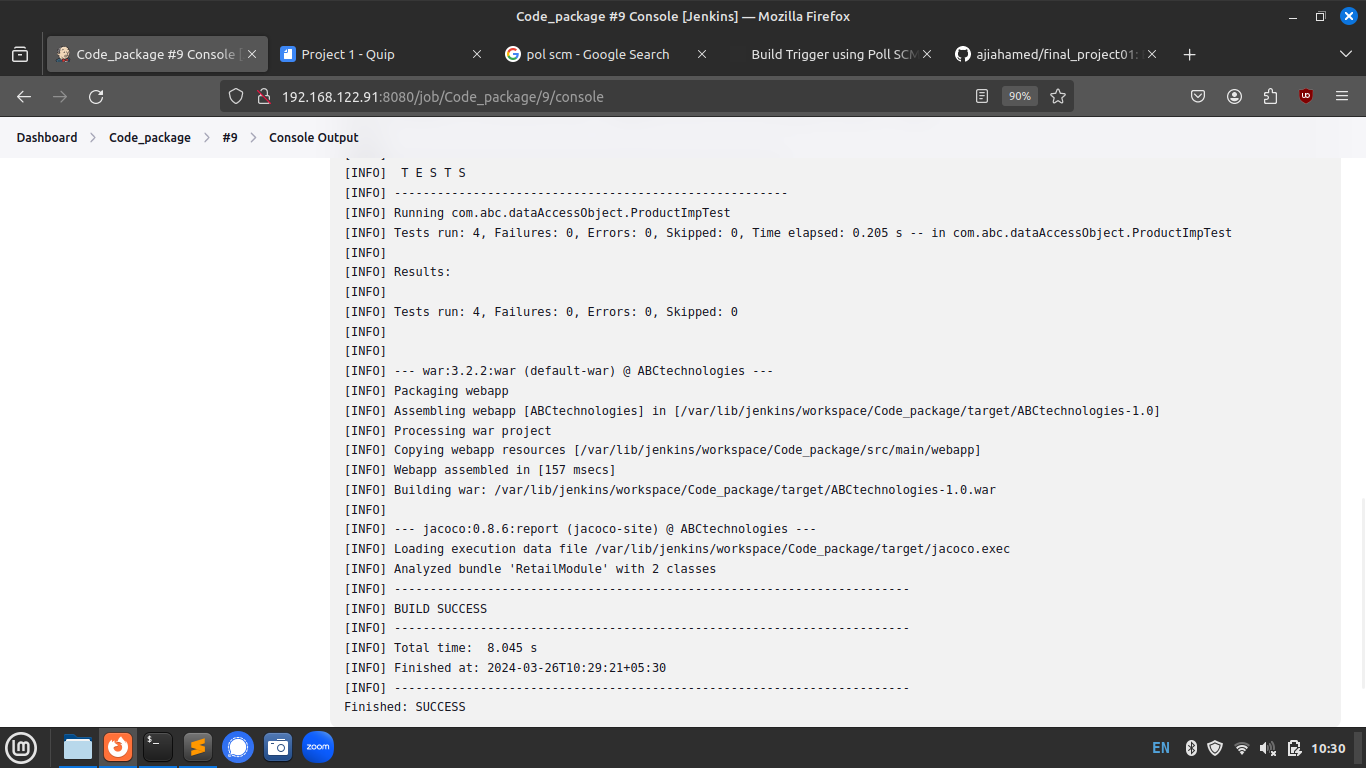 Code_package #9 Console [Jenkins] — Mozilla Firefox
Code_package #9 Console [
Project 1 - Quip
pol scm - Google Search
Build Trigger using Poll SCM
ajiahamed/final_project01:
192.168.122.91:8080/job/Code_package/9/console
90%
Dashboard
Code_package
#9
Console Output
[INFO]  T E S T S
[INFO] -------------------------------------------------------
[INFO] Running com.abc.dataAccessObject.ProductImpTest
[INFO] Tests run: 4, Failures: 0, Errors: 0, Skipped: 0, Time elapsed: 0.205 s -- in com.abc.dataAccessObject.ProductImpTest
[INFO]
[INFO] Results:
[INFO]
[INFO] Tests run: 4, Failures: 0, Errors: 0, Skipped: 0
[INFO]
[INFO]
[INFO] --- war:3.2.2:war (default-war) @ ABCtechnologies ---
[INFO] Packaging webapp
[INFO] Assembling webapp [ABCtechnologies] in [/var/lib/jenkins/workspace/Code_package/target/ABCtechnologies-1.0]
[INFO] Processing war project
[INFO] Copying webapp resources [/var/lib/jenkins/workspace/Code_package/src/main/webapp]
[INFO] Webapp assembled in [157 msecs]
[INFO] Building war: /var/lib/jenkins/workspace/Code_package/target/ABCtechnologies-1.0.war
[INFO]
[INFO] --- jacoco:0.8.6:report (jacoco-site) @ ABCtechnologies ---
[INFO] Loading execution data file /var/lib/jenkins/workspace/Code_package/target/jacoco.exec
[INFO] Analyzed bundle 'RetailModule' with 2 classes
[INFO] ------------------------------------------------------------------------
[INFO] BUILD SUCCESS
[INFO] ------------------------------------------------------------------------
[INFO] Total time:  8.045 s
[INFO] Finished at: 2024-03-26T10:29:21+05:30
[INFO] ------------------------------------------------------------------------
Finished: SUCCESS
zoom
EN
10:30